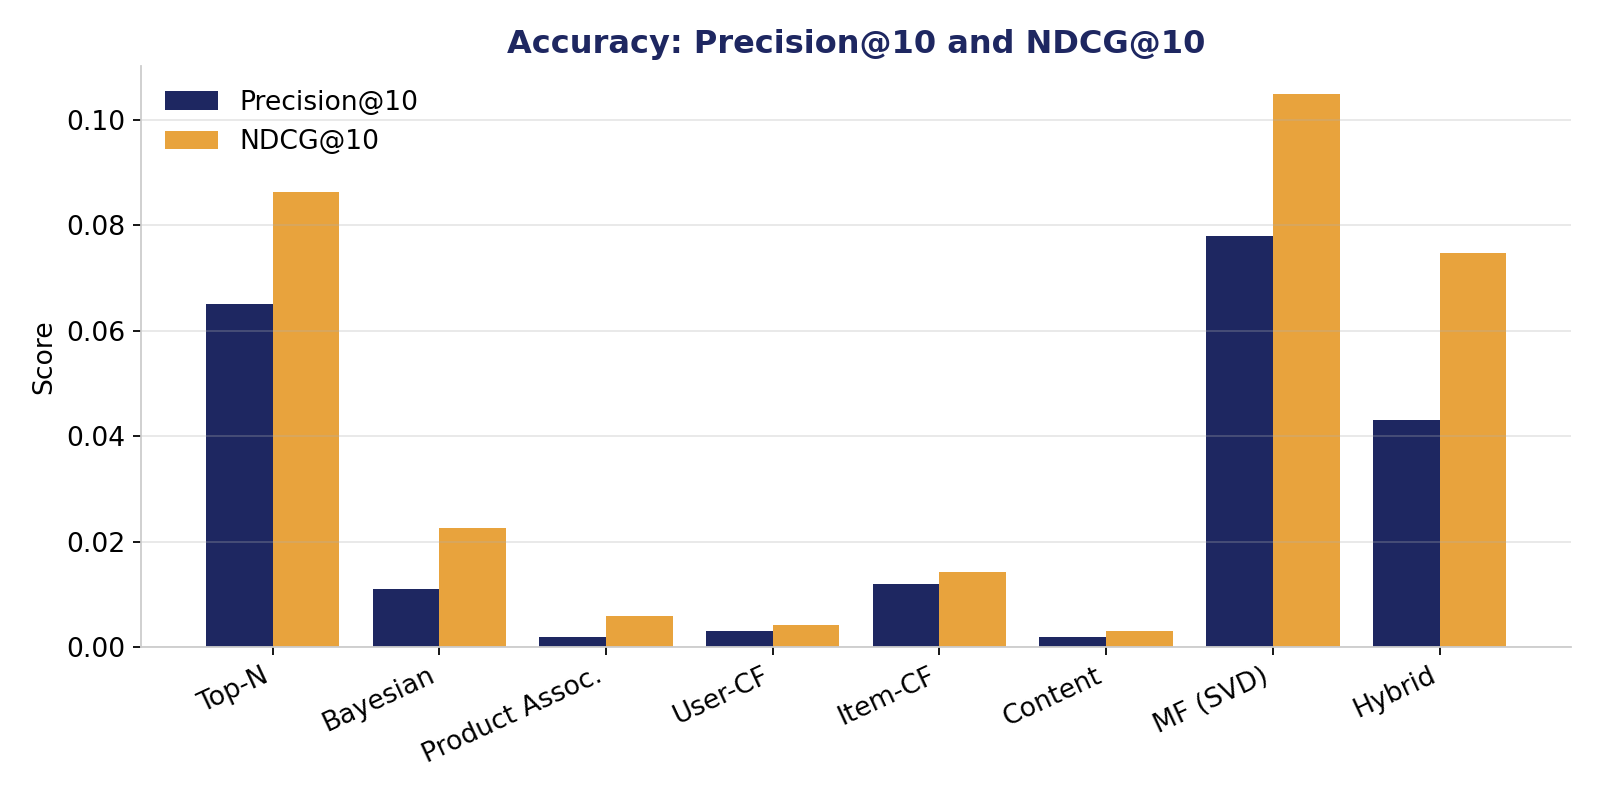 Accuracy: Precision@10 and NDCG@10
Precision@10
NDCG@10
Score
0.10
0.08
0.06
0.04
0.02
0.00
Top-N
Bayesian
Product Assoc.
User-CF
Item-CF
Content
MF (SVD)
Hybrid